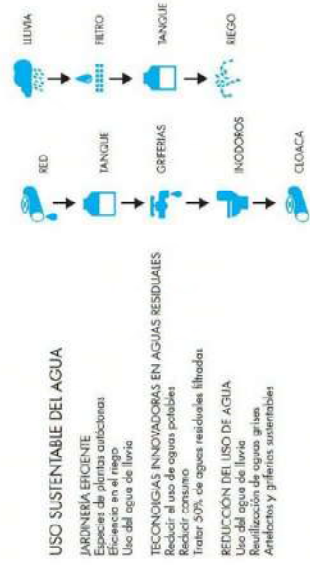 USO SUSTENTABLE DEL AGUA
JARDINERÍA EFICIENTE
Especies de plantas autóctonas
Eficiencia en el riego
Uso del agua de lluvia
TECONOlGIAS INNOVADORAS EN AGUAS RESIDUALES
Reducir el uso de aguas potables
Reducir consumo
Tratar 50% de aguas residuales filtradas
REDUCCIÓN DEL USO DE AGUA
Uso del agua de lluvia
Reutilización de aguas grises
Artefactos y griferías sustentables
RED
TANQUE
GRIFERIAS
INODOROS
CLOACA
LLUVIA
FILTRO
TANQUE
RIEGO